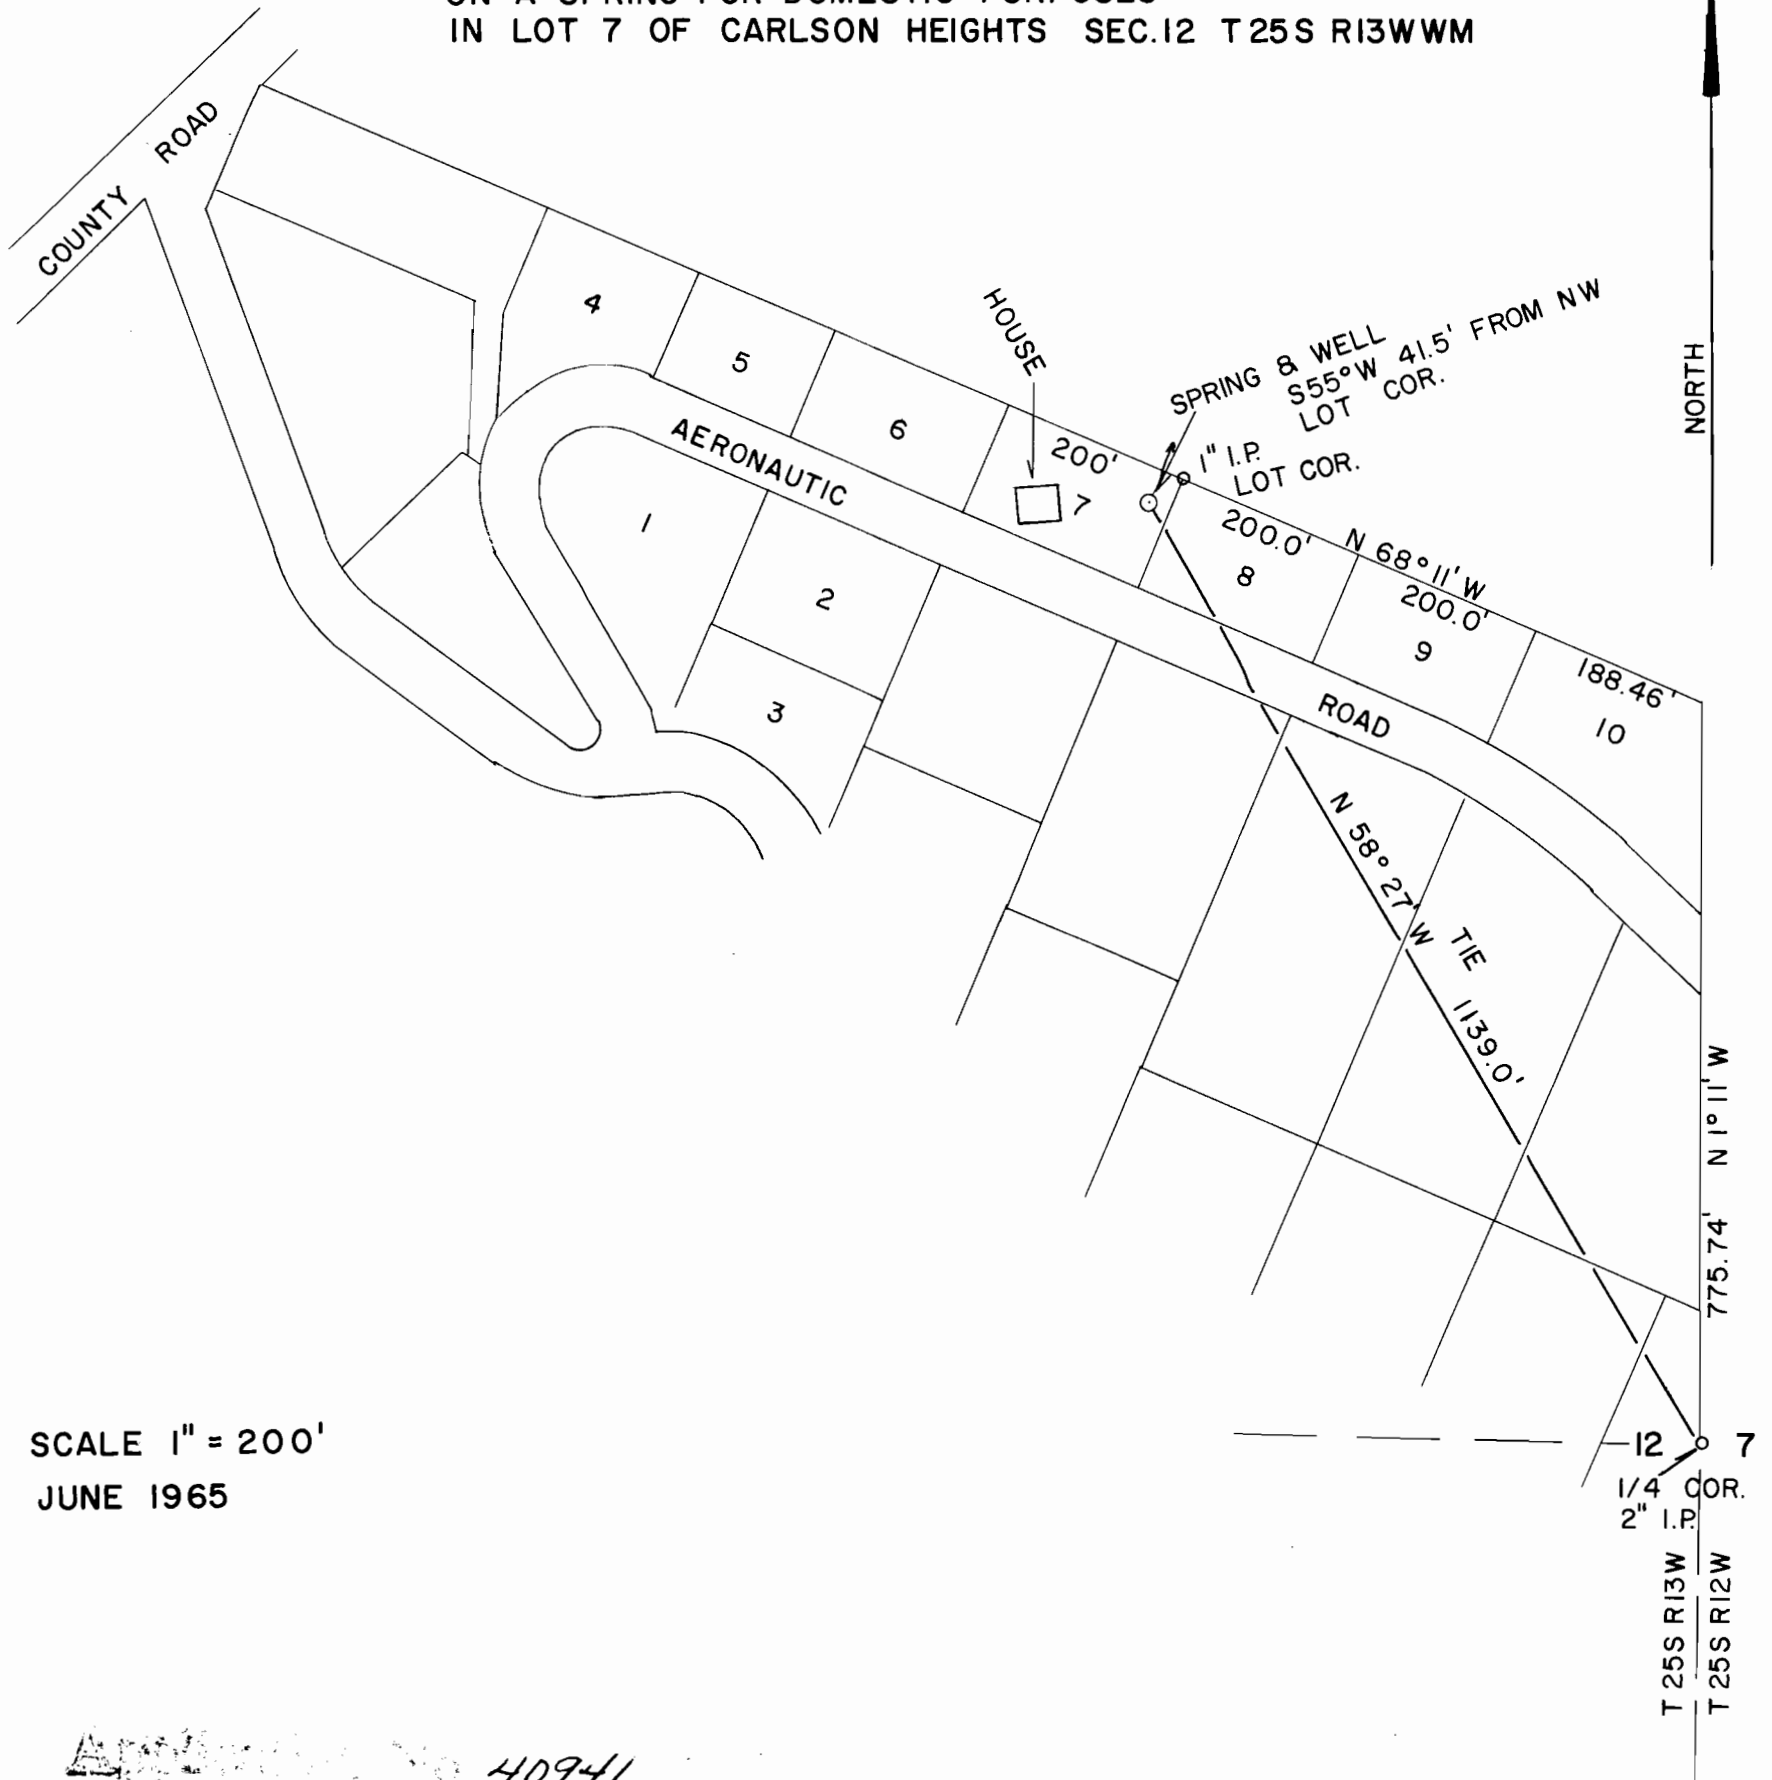 IN LOT 7 OF CARLSON HEIGHTS SEC.12 T25S R13WWM
COUNTY ROAD
NORTH
HOUSE
SPRING & WELL
S55°W 41.5' FROM NW
LOT COR.
1" I.P.
LOT COR.
4
5
6
200'
7
200.0'
8
N 68°11' W
200.0'
9
188.46'
10
AERONAUTIC ROAD
1
2
3
N 58°27' W TIE 1139.0'
775.74' N 1°11' W
12
7
1/4 COR.
2" I.P.
T25S R13W
T25S R12W
SCALE 1" = 200'
JUNE 1965
40941